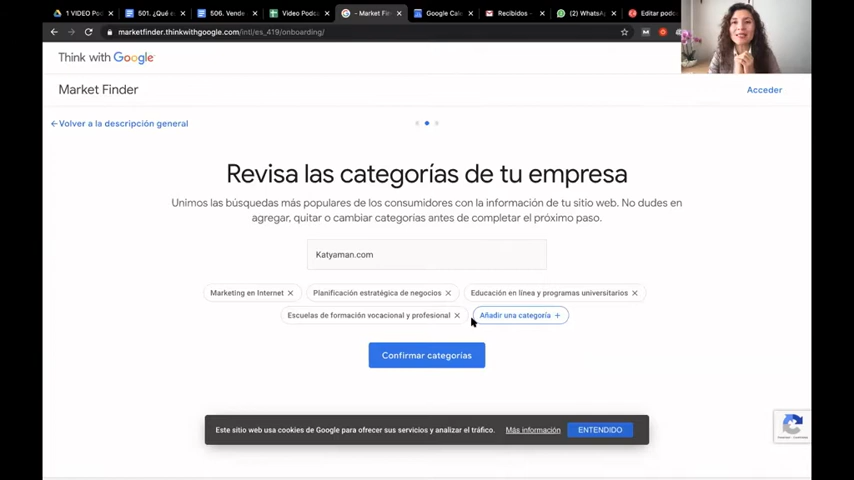 1 VIDEO Pod
501. ¿Qué e
506. Vende
Video Podca
- Market Fin
Google Cale
Recibidos -
(2) WhatsA
Editar podc
marketfinder.thinkwithgoogle.com/intl/es_419/onboarding/
Think with Google
Market Finder
Acceder
Volver a la descripción general
Revisa las categorías de tu empresa
Unimos las búsquedas más populares de los consumidores con la información de tu sitio web. No dudes en
agregar, quitar o cambiar categorías antes de completar el próximo paso.
Katyaman.com
Marketing en Internet
Planificación estratégica de negocios
Educación en línea y programas universitarios
Escuelas de formación vocacional y profesional
Añadir una categoría +
Confirmar categorías
Este sitio web usa cookies de Google para ofrecer sus servicios y analizar el tráfico. Más información ENTENDIDO